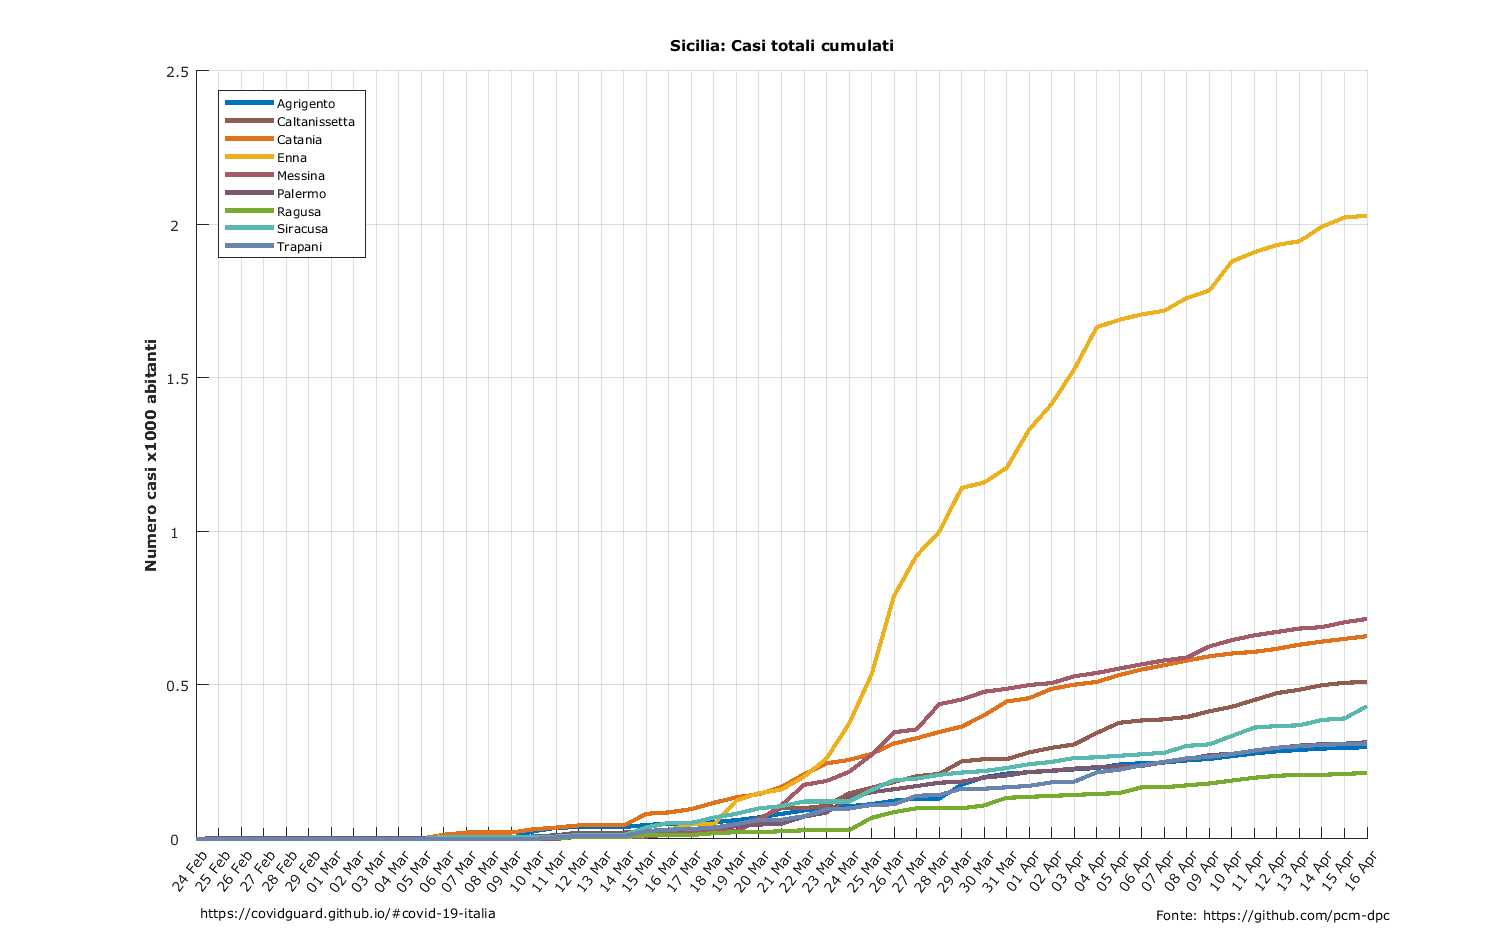 Sicilia: Casi totali cumulati
2.5
2
1.5
1
0.5
0
Numero casi x1000 abitanti
Agrigento
Caltanissetta
Catania
Enna
Messina
Palermo
Ragusa
Siracusa
Trapani
24 Feb
25 Feb
26 Feb
27 Feb
28 Feb
29 Feb
01 Mar
02 Mar
03 Mar
04 Mar
05 Mar
06 Mar
07 Mar
08 Mar
09 Mar
10 Mar
11 Mar
12 Mar
13 Mar
14 Mar
15 Mar
16 Mar
17 Mar
18 Mar
19 Mar
20 Mar
21 Mar
22 Mar
23 Mar
24 Mar
25 Mar
26 Mar
27 Mar
28 Mar
29 Mar
30 Mar
31 Mar
01 Apr
02 Apr
03 Apr
04 Apr
05 Apr
06 Apr
07 Apr
08 Apr
09 Apr
10 Apr
11 Apr
12 Apr
13 Apr
14 Apr
15 Apr
16 Apr
https://covidguard.github.io/#covid-19-italia
Fonte: https://github.com/pcm-dpc